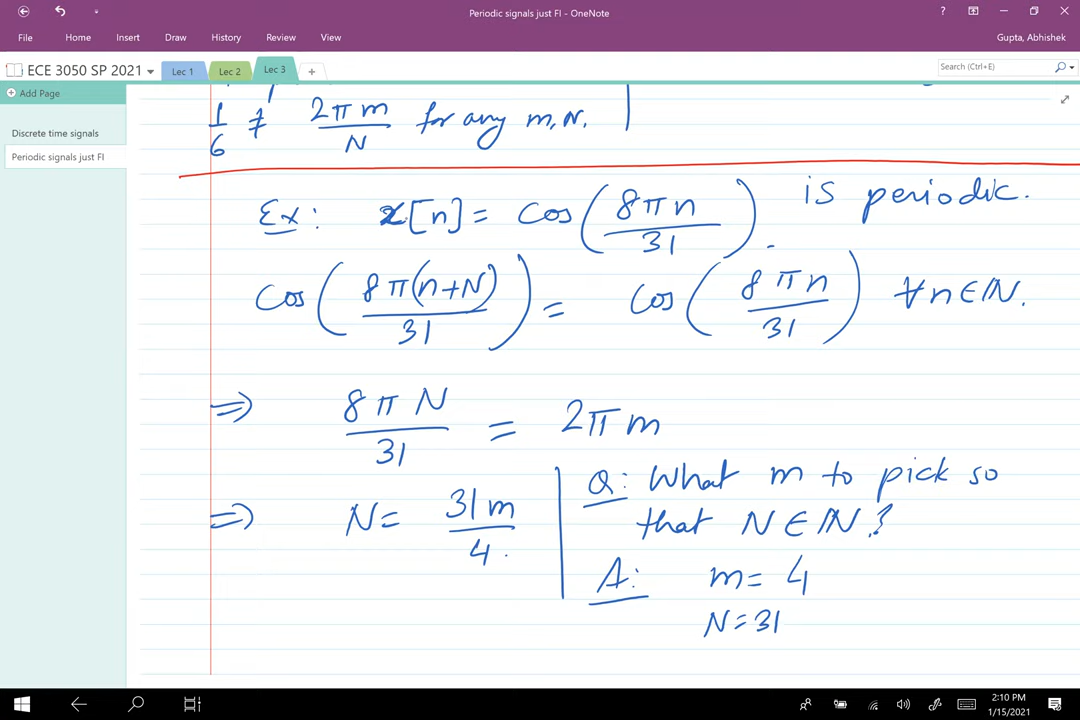 Periodic signals just FI - OneNote
?
File Home Insert Draw History Review View
Gupta, Abhishek
ECE 3050 SP 2021 Lec 1 Lec 2 Lec 3 +
Search (Ctrl+E)
Add Page
Discrete time signals
Periodic signals just FI
1/6 ≠ 2πm/N for any m, N.
Ex: x[n] = cos(8πn/31). is periodic.
cos(8π(n+N)/31) = cos(8πn/31) ∀n∈ℕ.
⇒ 8πN/31 = 2πm
⇒ N = 31m/4.
Q: What m to pick so
that N∈ℕ?
A: m = 4
N = 31
2:10 PM
1/15/2021